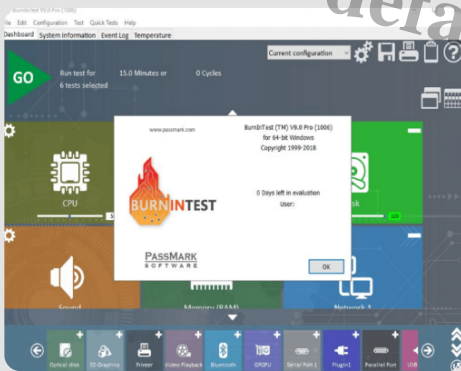 BurnInTest V9.0 Pro (1006)
File Edit Configuration Test Quick Tests Help
Dashboard System Information Event Log Temperature
Current configuration
GO
Run test for 15.0 Minutes or 0 Cycles
6 tests selected
www.passmark.com
BurnInTest (TM) V9.0 Pro (1006)
for 64-bit Windows
Copyright 1999-2018
BURNINTEST
0 Days left in evaluation
User:
PASSMARK
SOFTWARE
OK
CPU
Sound
Memory (RAM)
Network 1
Optical disk
3D Graphics
Printer
Video Playback
Bluetooth
GPGPU
Serial Port 1
Plugin1
Parallel Port
USB